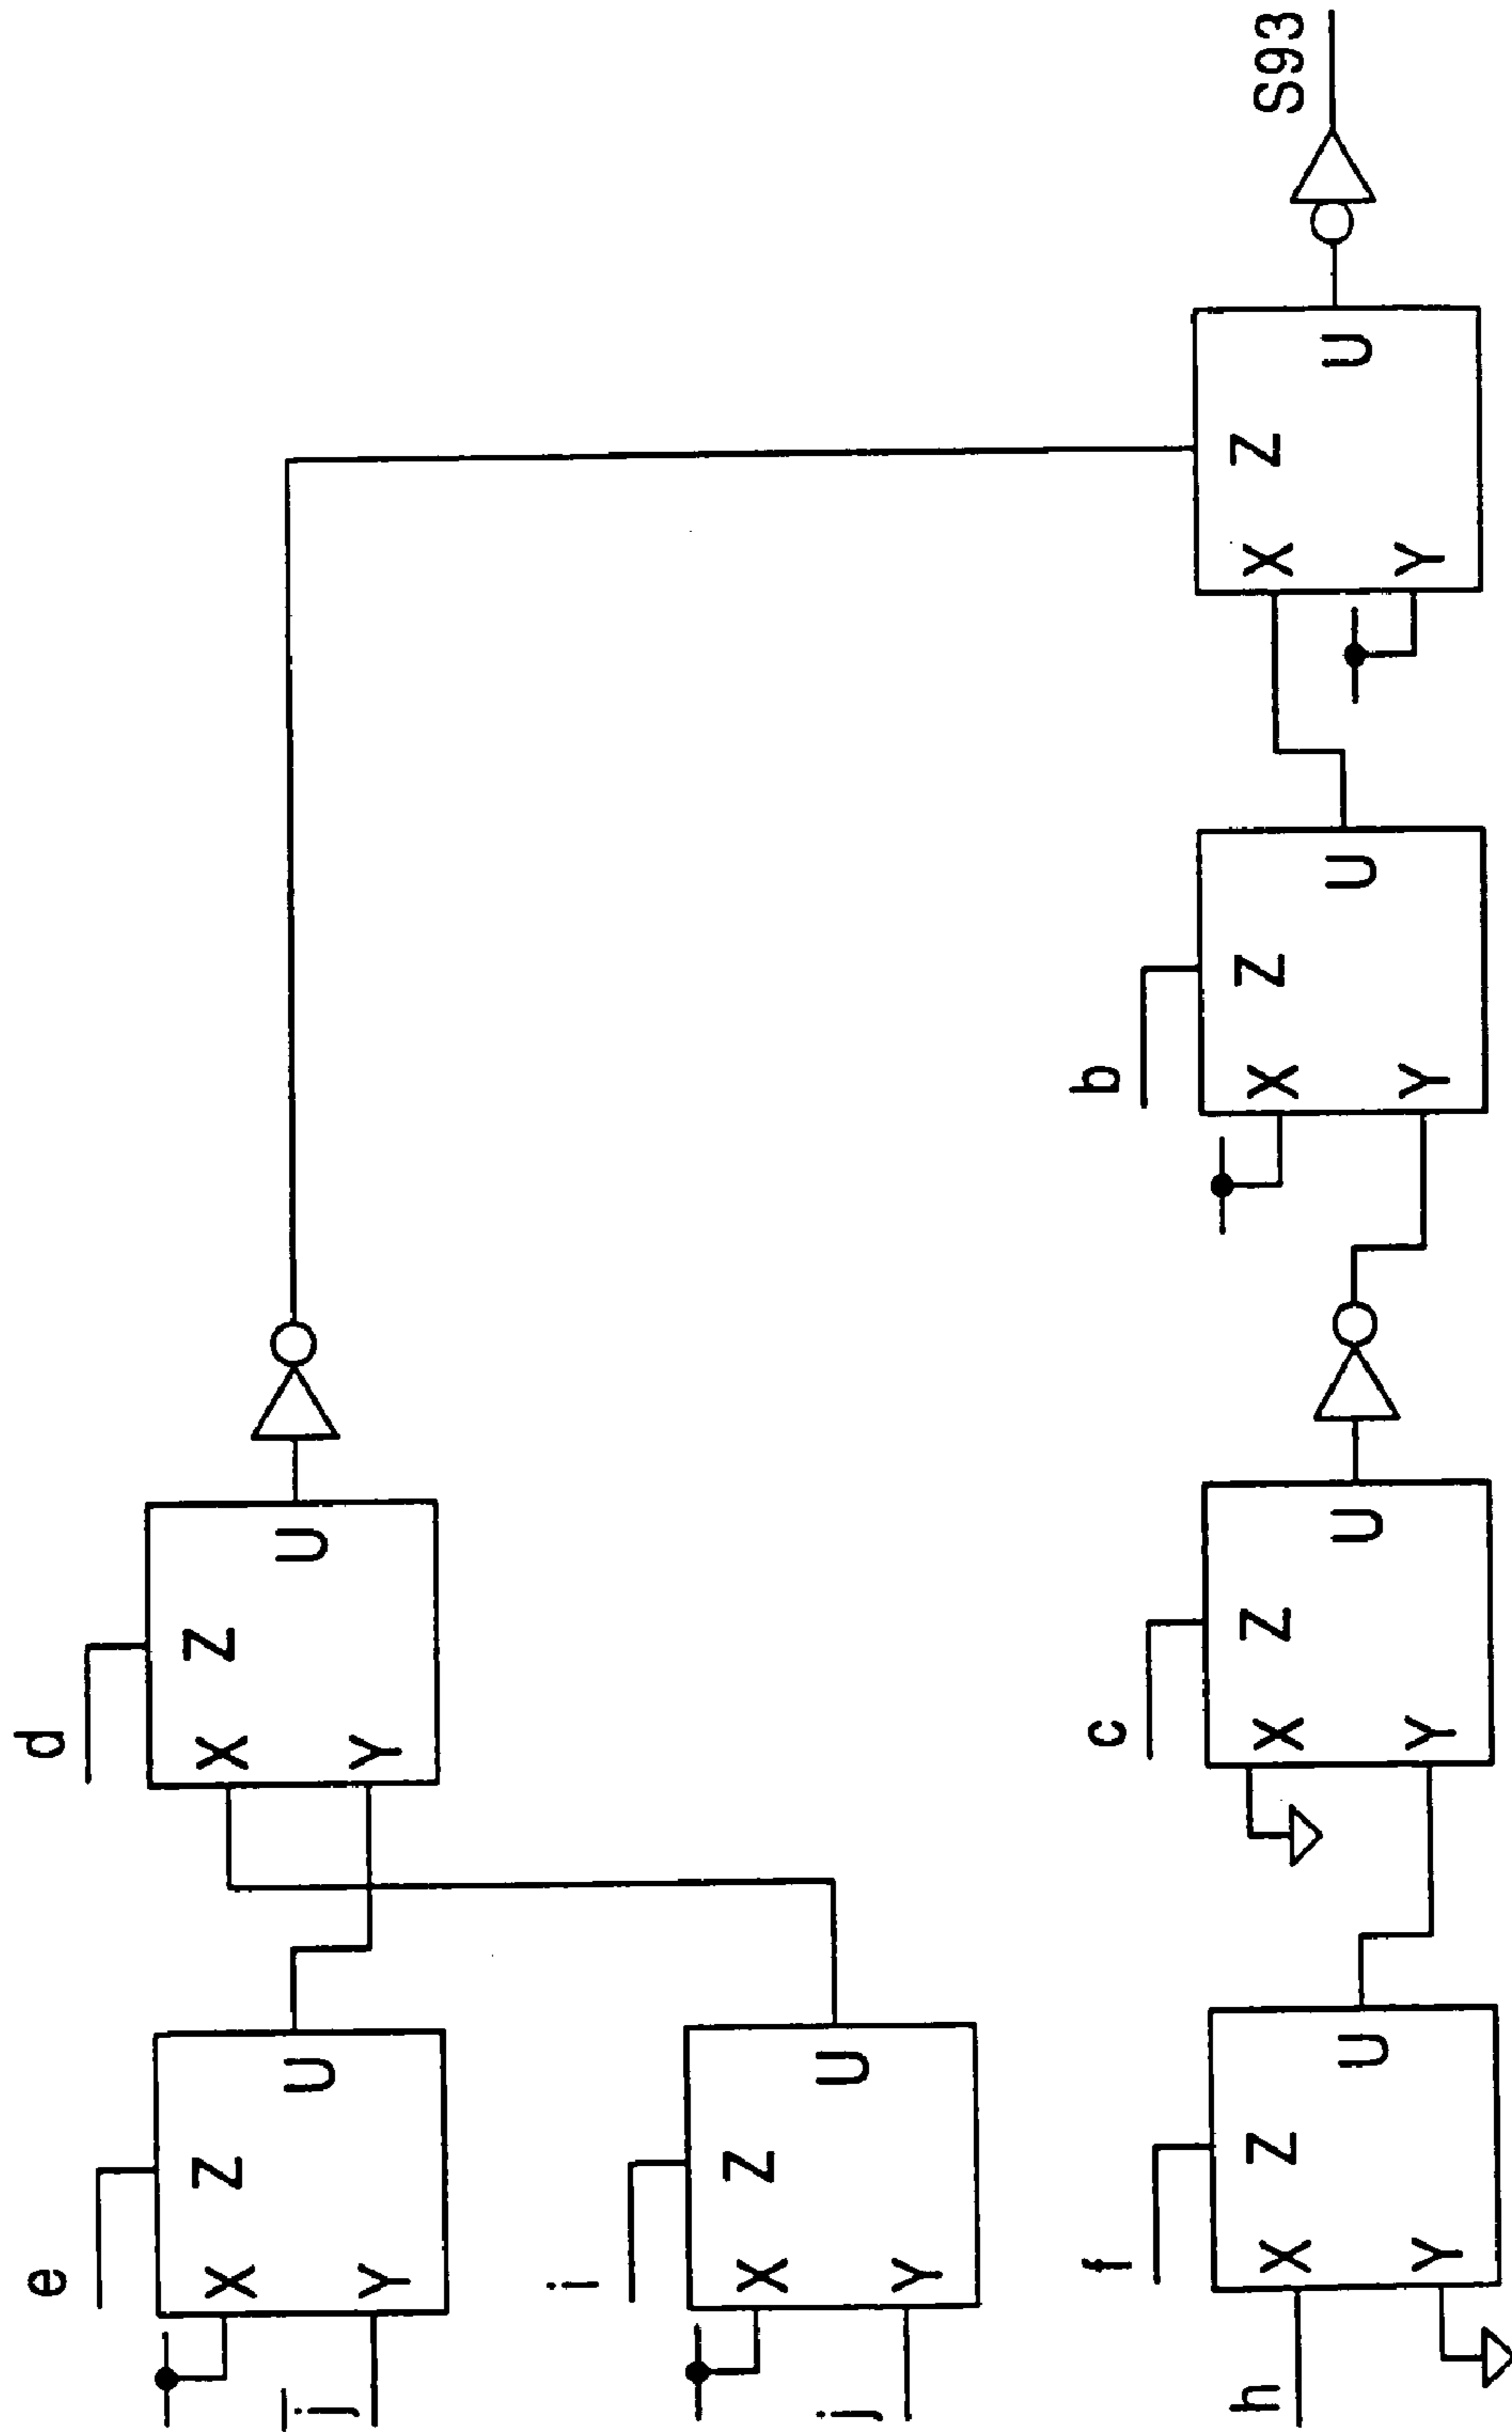 e d
X Z X Z
U U
j̅ Y Y
i
X Z
U
j Y
f c b
h X Z X Z X Z X Z S93
U U U U
Y Y Y Y